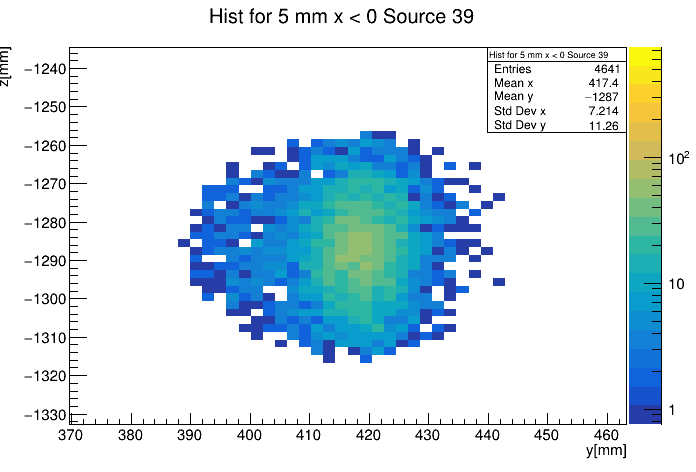 Hist for 5 mm x < 0 Source 39
z[mm]
Hist for 5 mm x < 0 Source 39
Entries 4641
Mean x 417.4
Mean y −1287
Std Dev x 7.214
Std Dev y 11.26
−1240
−1250
−1260
−1270
−1280
−1290
−1300
−1310
−1320
−1330
370 380 390 400 410 420 430 440 450 460
y[mm]
10²
10
1